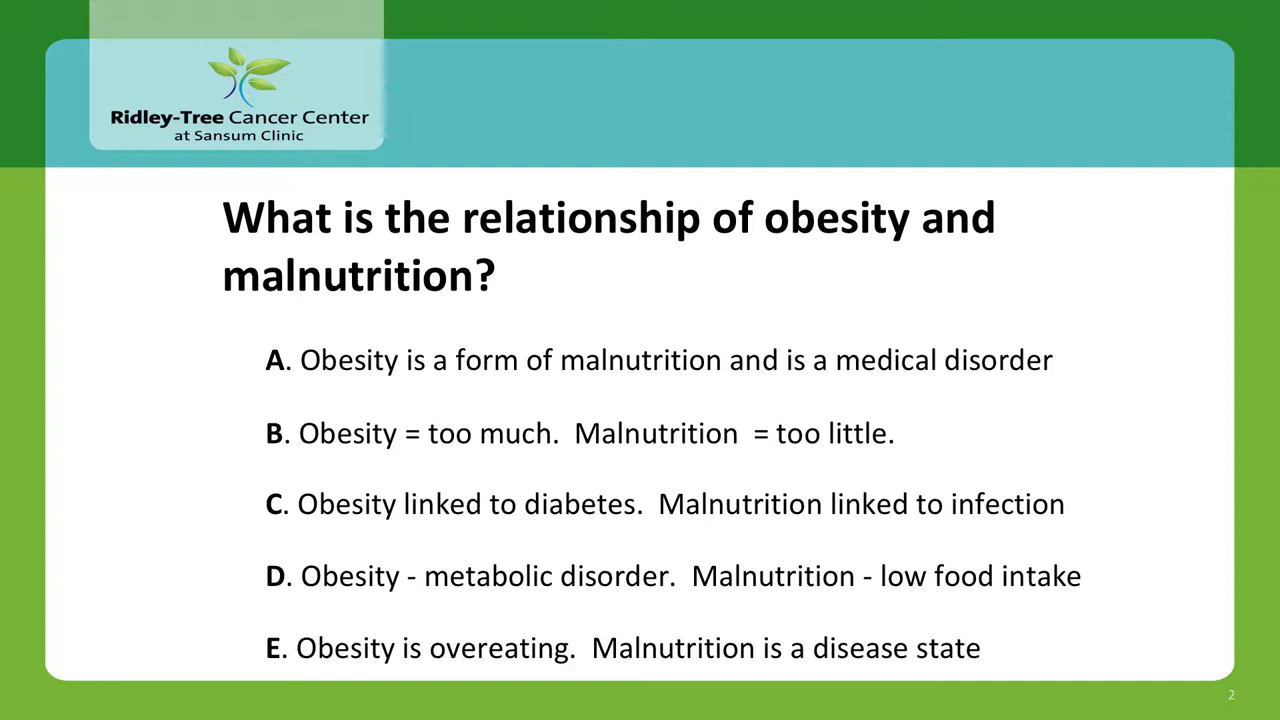 Ridley-Tree Cancer Center
at Sansum Clinic
What is the relationship of obesity and
malnutrition?
A. Obesity is a form of malnutrition and is a medical disorder
B. Obesity = too much.  Malnutrition  = too little.
C. Obesity linked to diabetes.  Malnutrition linked to infection
D. Obesity - metabolic disorder.  Malnutrition - low food intake
E. Obesity is overeating.  Malnutrition is a disease state
2